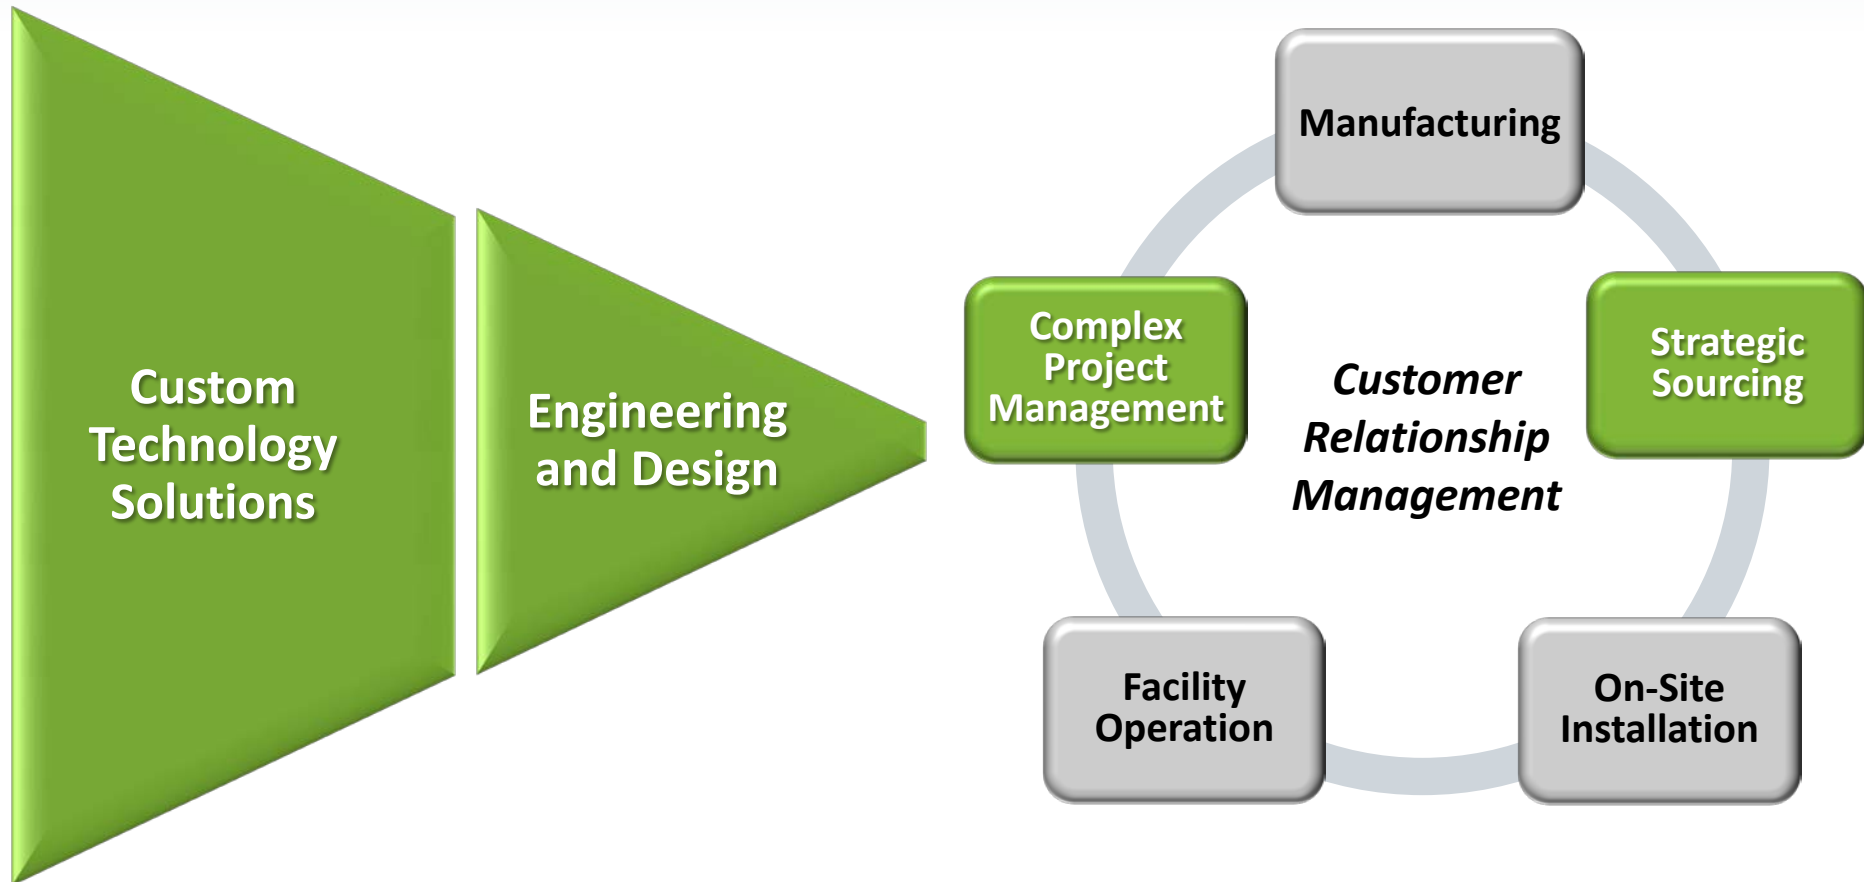 Custom
Technology
Solutions
Engineering
and Design
Manufacturing
Complex
Project
Management
Customer
Relationship
Management
Strategic
Sourcing
Facility
Operation
On-Site
Installation